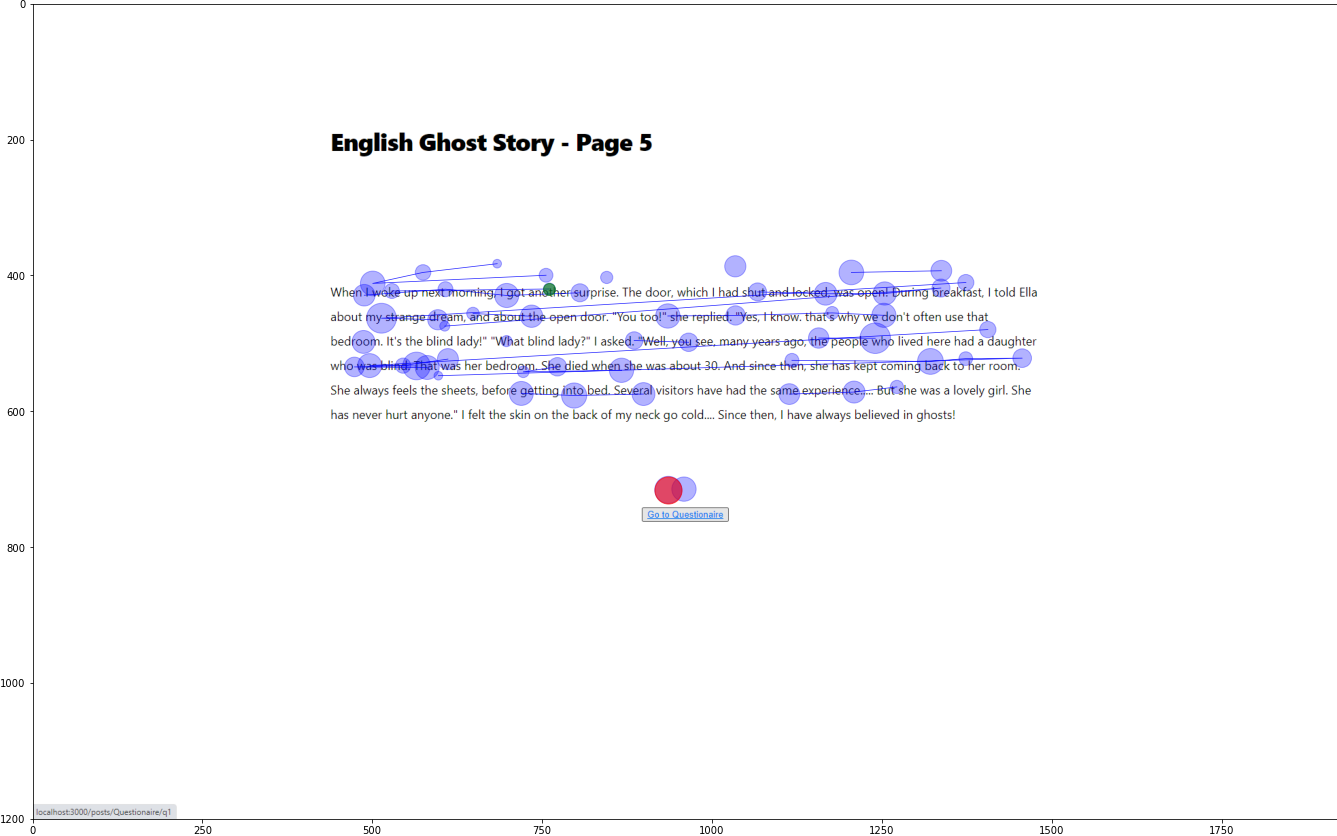 0
200
English Ghost Story - Page 5
400
When I woke up next morning, I got another surprise. The door, which I had shut and locked, was open! During breakfast, I told Ella
about my strange dream, and about the open door. "You too!" she replied. "Yes, I know. that's why we don't often use that
bedroom. It's the blind lady!" "What blind lady?" I asked. "Well, you see, many years ago, the people who lived here had a daughter
who was blind. That was her bedroom. She died when she was about 30. And since then, she has kept coming back to her room.
She always feels the sheets, before getting into bed. Several visitors have had the same experience.... But she was a lovely girl. She
600
has never hurt anyone." I felt the skin on the back of my neck go cold.... Since then, I have always believed in ghosts!
Go to Questionaire
800
1000
localhost:3000/posts/Questionaire/q1
1200
0 250 500 750 1000 1250 1500 1750